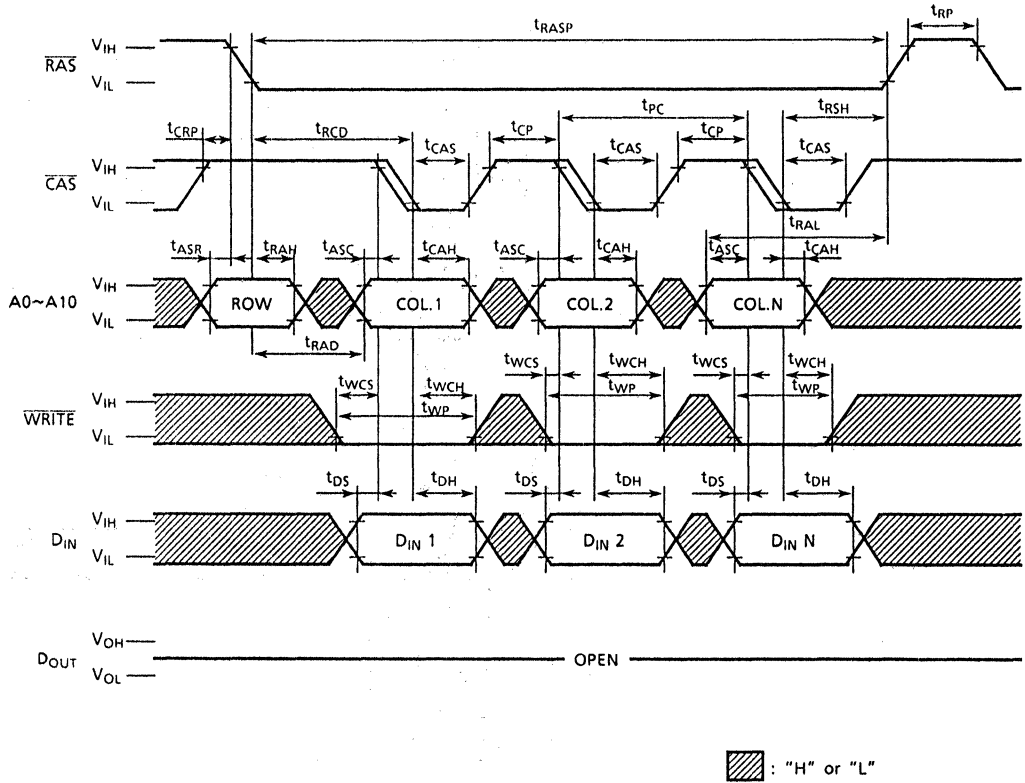 tRASP
tRP
RAS
VIH
VIL
tCRP
tRCD
tCAS
tCP
tPC
tCAS
tCP
tRSH
tCAS
CAS
VIH
VIL
tRAL
tASR
tRAH
tASC
tCAH
tASC
tCAH
tASC
tCAH
A0~A10
VIH
VIL
ROW
COL.1
COL.2
COL.N
tRAD
tWCS
tWCH
tWP
tWCS
tWCH
tWP
tWCS
tWCH
tWP
WRITE
VIH
VIL
tDS
tDH
tDS
tDH
tDS
tDH
DIN
VIH
VIL
DIN 1
DIN 2
DIN N
DOUT
VOH
VOL
OPEN
: "H" or "L"